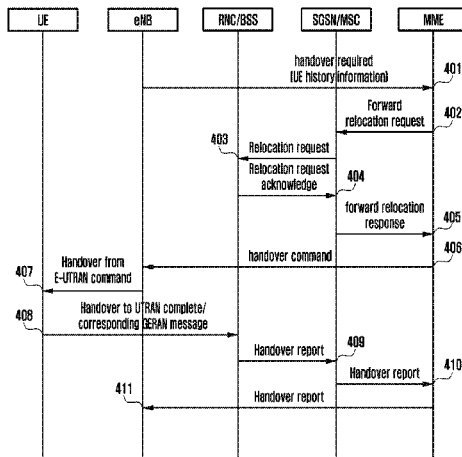 UE eNB RNC/BSS SGSN/MSC MME
handover required
(UE history information)
401
Forward
relocation request
402
403
Relocation request
Relocation request
acknowledge
404
forward relocation
response
405
handover command
406
Handover from
E-UTRAN command
407
Handover to UTRAN complete/
corresponding GERAN message
408
Handover report
409
Handover report
410
Handover report
411